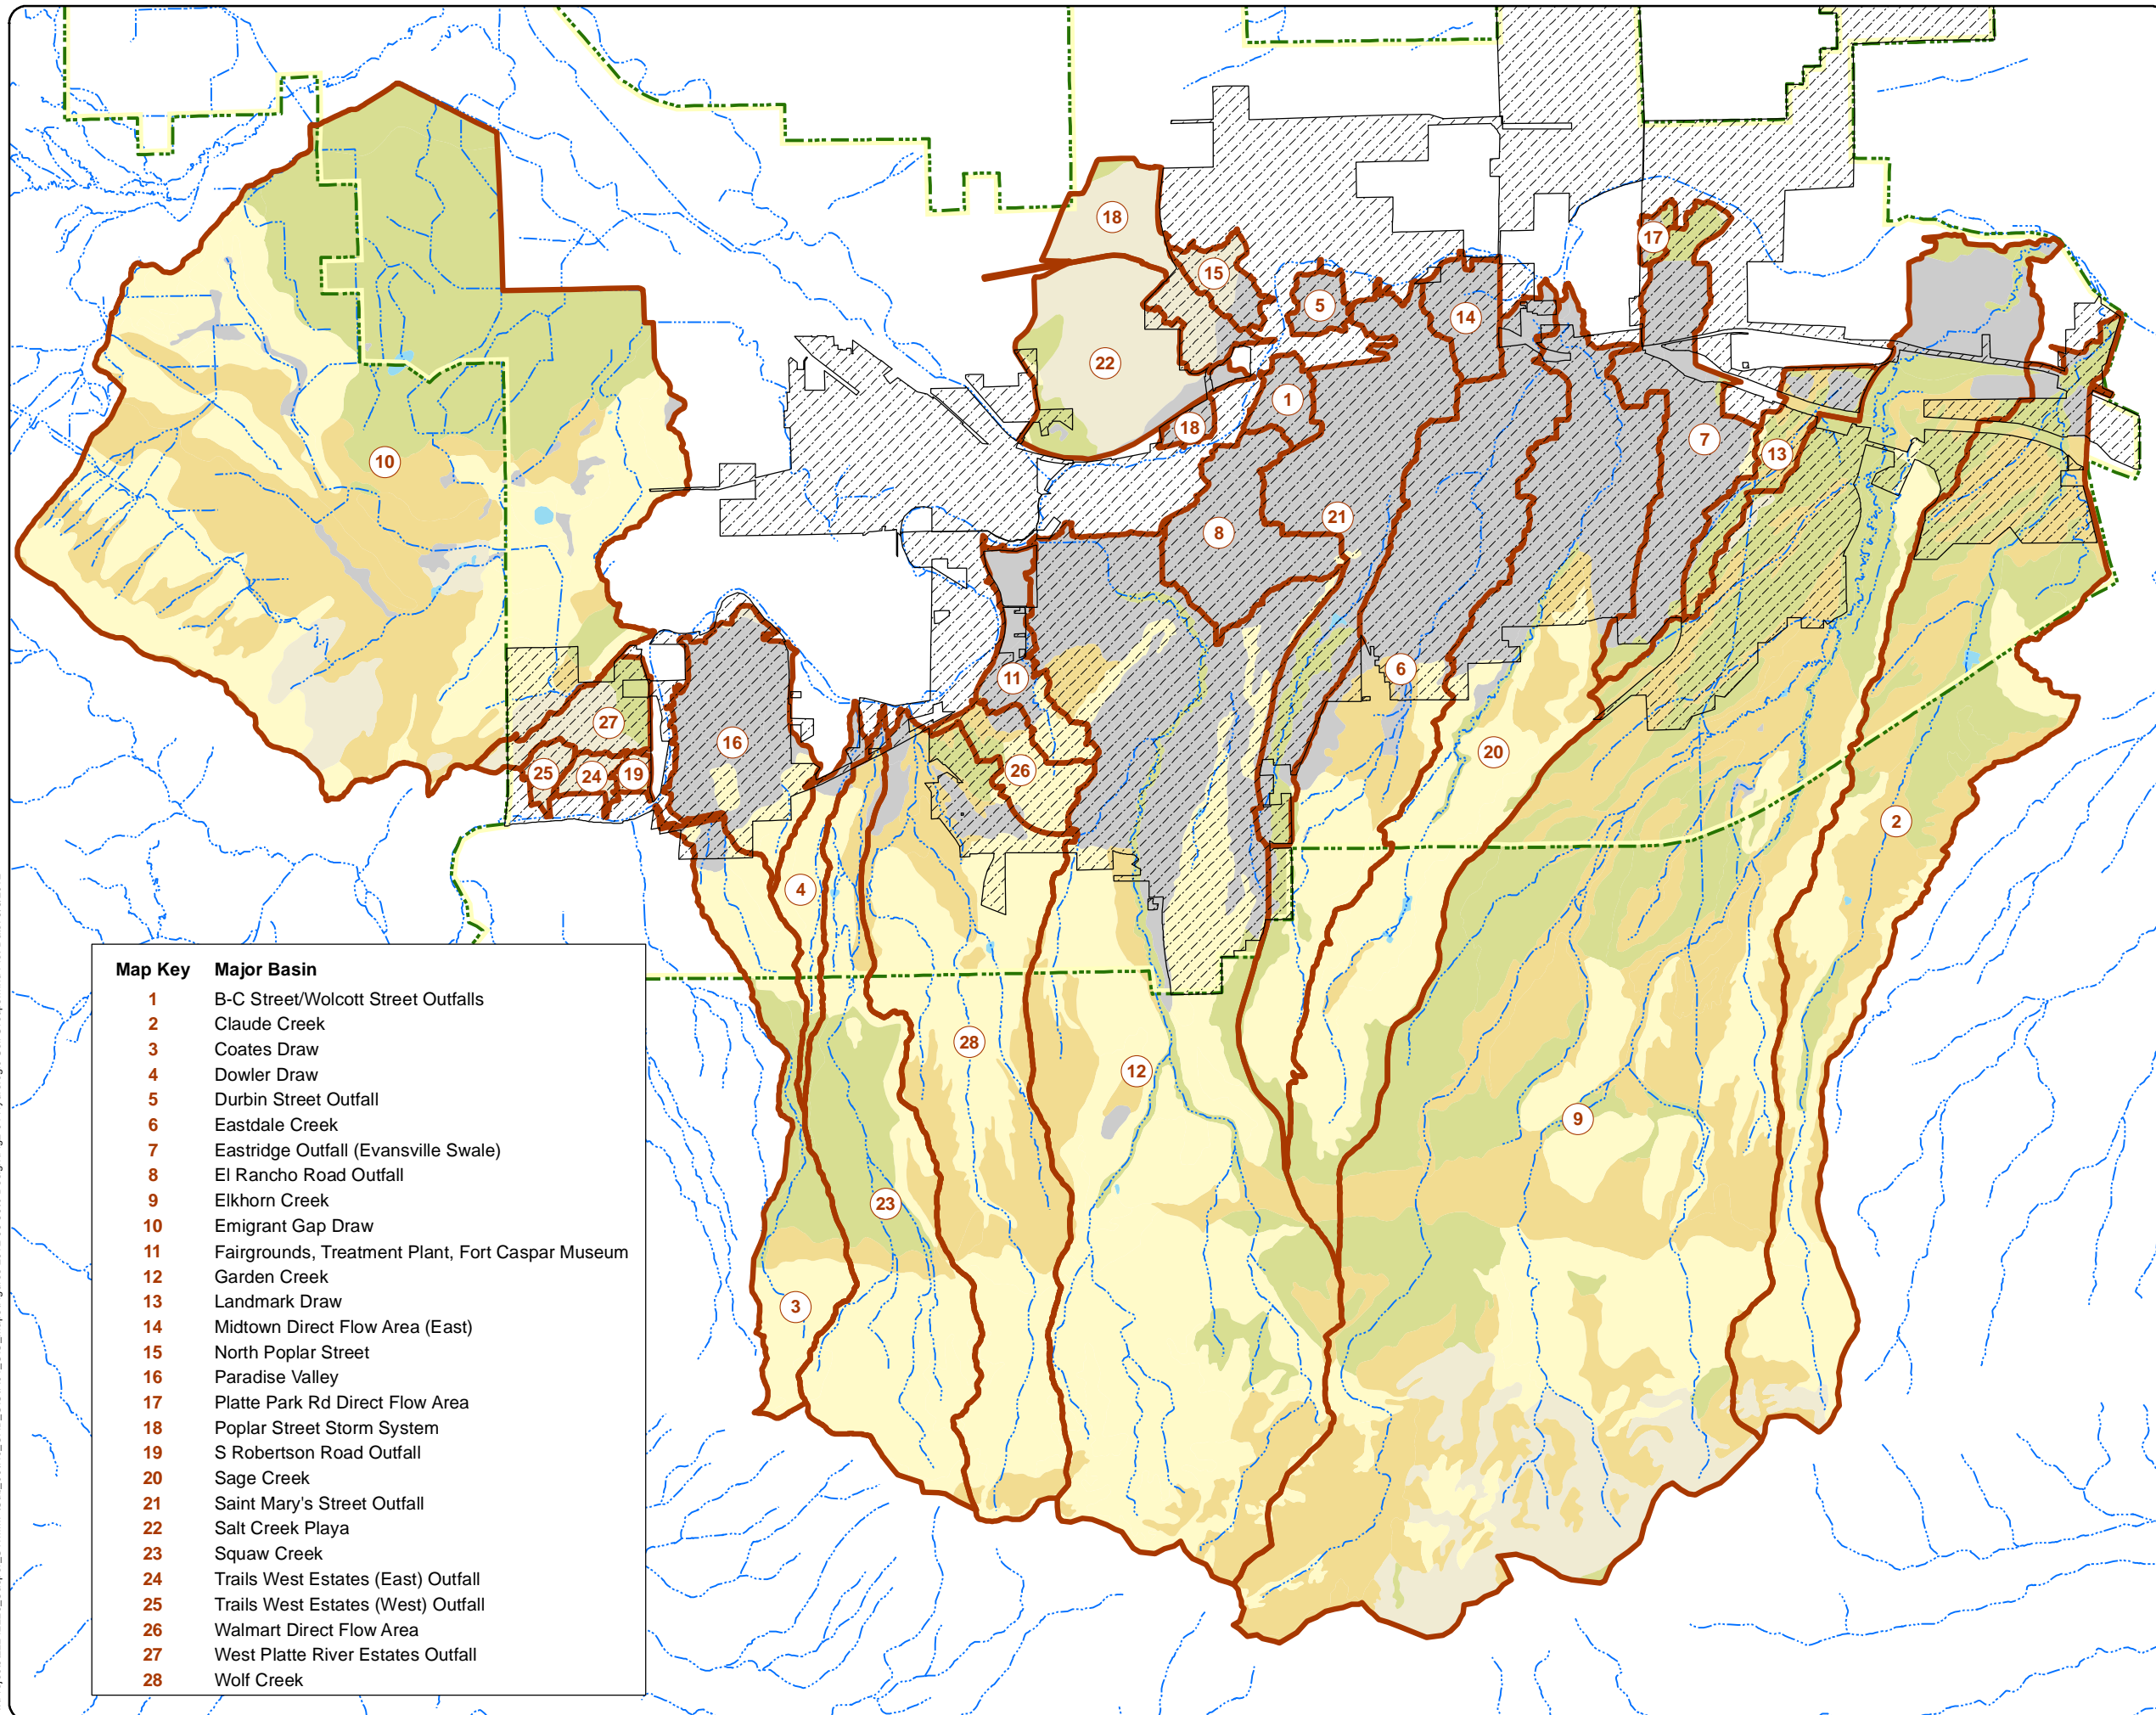 18
17
15
5
14
22
1
18
7
13
10
21
8
6
11
27
16
20
26
25
24
19
2
4
28
12
9
23
3
Map Key Major Basin
1 B-C Street/Wolcott Street Outfalls
2 Claude Creek
3 Coates Draw
4 Dowler Draw
5 Durbin Street Outfall
6 Eastdale Creek
7 Eastridge Outfall (Evansville Swale)
8 El Rancho Road Outfall
9 Elkhorn Creek
10 Emigrant Gap Draw
11 Fairgrounds, Treatment Plant, Fort Caspar Museum
12 Garden Creek
13 Landmark Draw
14 Midtown Direct Flow Area (East)
15 North Poplar Street
16 Paradise Valley
17 Platte Park Rd Direct Flow Area
18 Poplar Street Storm System
19 S Robertson Road Outfall
20 Sage Creek
21 Saint Mary's Street Outfall
22 Salt Creek Playa
23 Squaw Creek
24 Trails West Estates (East) Outfall
25 Trails West Estates (West) Outfall
26 Walmart Direct Flow Area
27 West Platte River Estates Outfall
28 Wolf Creek